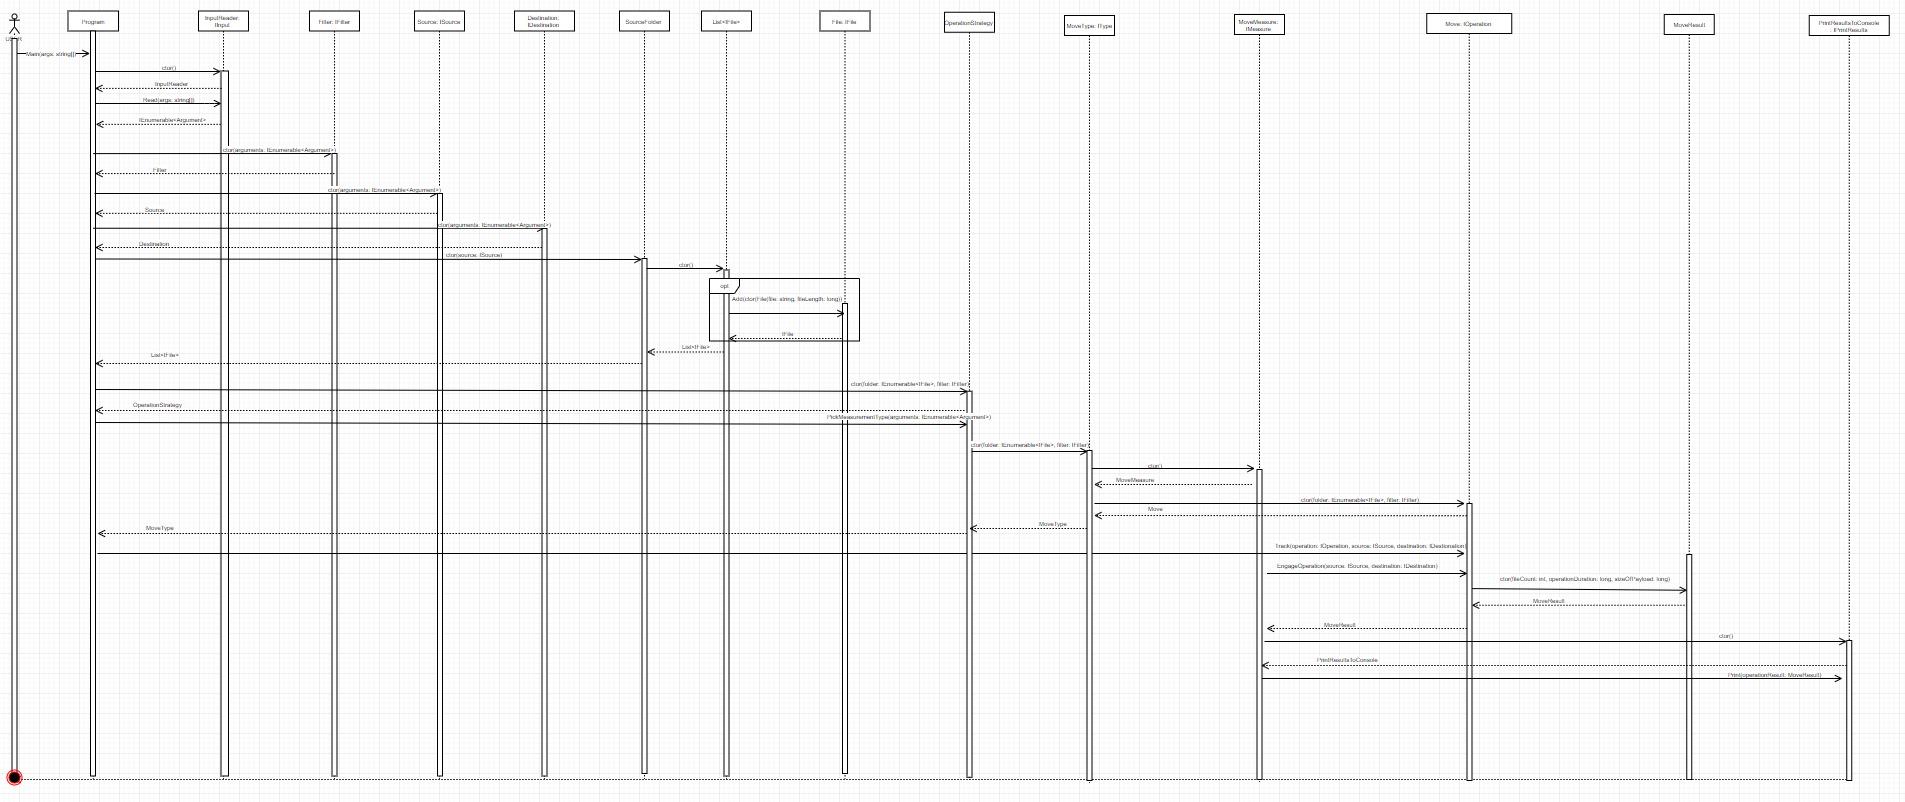 Program
InputReader:
IInput
Filter: IFilter
Source: ISource
Destination:
IDestination
SourceFolder
List<IFile>
File: IFile
OperationStrategy
MoveType: IType
MoveMeasure:
IMeasure
Move: IOperation
MoveResult
PrintResultsToConsole
: IPrintResults
USER
Main(args: string[])
ctor()
InputReader
Read(args: string[])
IEnumerable<Argument>
ctor(arguments: IEnumerable<Argument>)
Filter
ctor(arguments: IEnumerable<Argument>)
Source
ctor(arguments: IEnumerable<Argument>)
Destination
ctor(source: ISource)
ctor()
opt
Add(ctor(File(file: string, fileLength: long))
IFile
List<IFile>
List<IFile>
ctor(folder: IEnumerable<IFile>, filter: IFilter)
OperationStrategy
PickMeasurementType(arguments: IEnumerable<Argument>)
ctor(folder: IEnumerable<IFile>, filter: IFilter)
ctor()
MoveMeasure
ctor(folder: IEnumerable<IFile>, filter: IFilter)
Move
MoveType
MoveType
Track(operation: IOperation, source: ISource, destination: IDestionation)
EngageOperation(source: ISource, destination: IDestination)
ctor(fileCount: int, operationDuration: long, sizeOfPayload: long)
MoveResult
MoveResult
ctor()
PrintResultsToConsole
Print(operationResult: MoveResult)